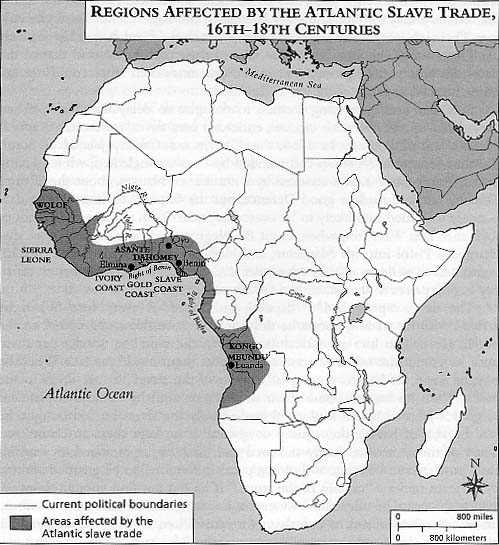 REGIONS AFFECTED BY THE ATLANTIC SLAVE TRADE,
16TH–18TH CENTURIES
Mediterranean Sea
Niger R.
WOLOF
Volta R.
Oyo
ASANTE
DAHOMEY
SIERRA
LEONE
Elmina
Benin
Bight of Benin
IVORY
COAST
GOLD
COAST
SLAVE
COAST
Bight of Biafra
Congo R.
KONGO
MBUNDU
Luanda
Atlantic Ocean
N
Current political boundaries
Areas affected by the
Atlantic slave trade
0 800 miles
0 800 kilometers